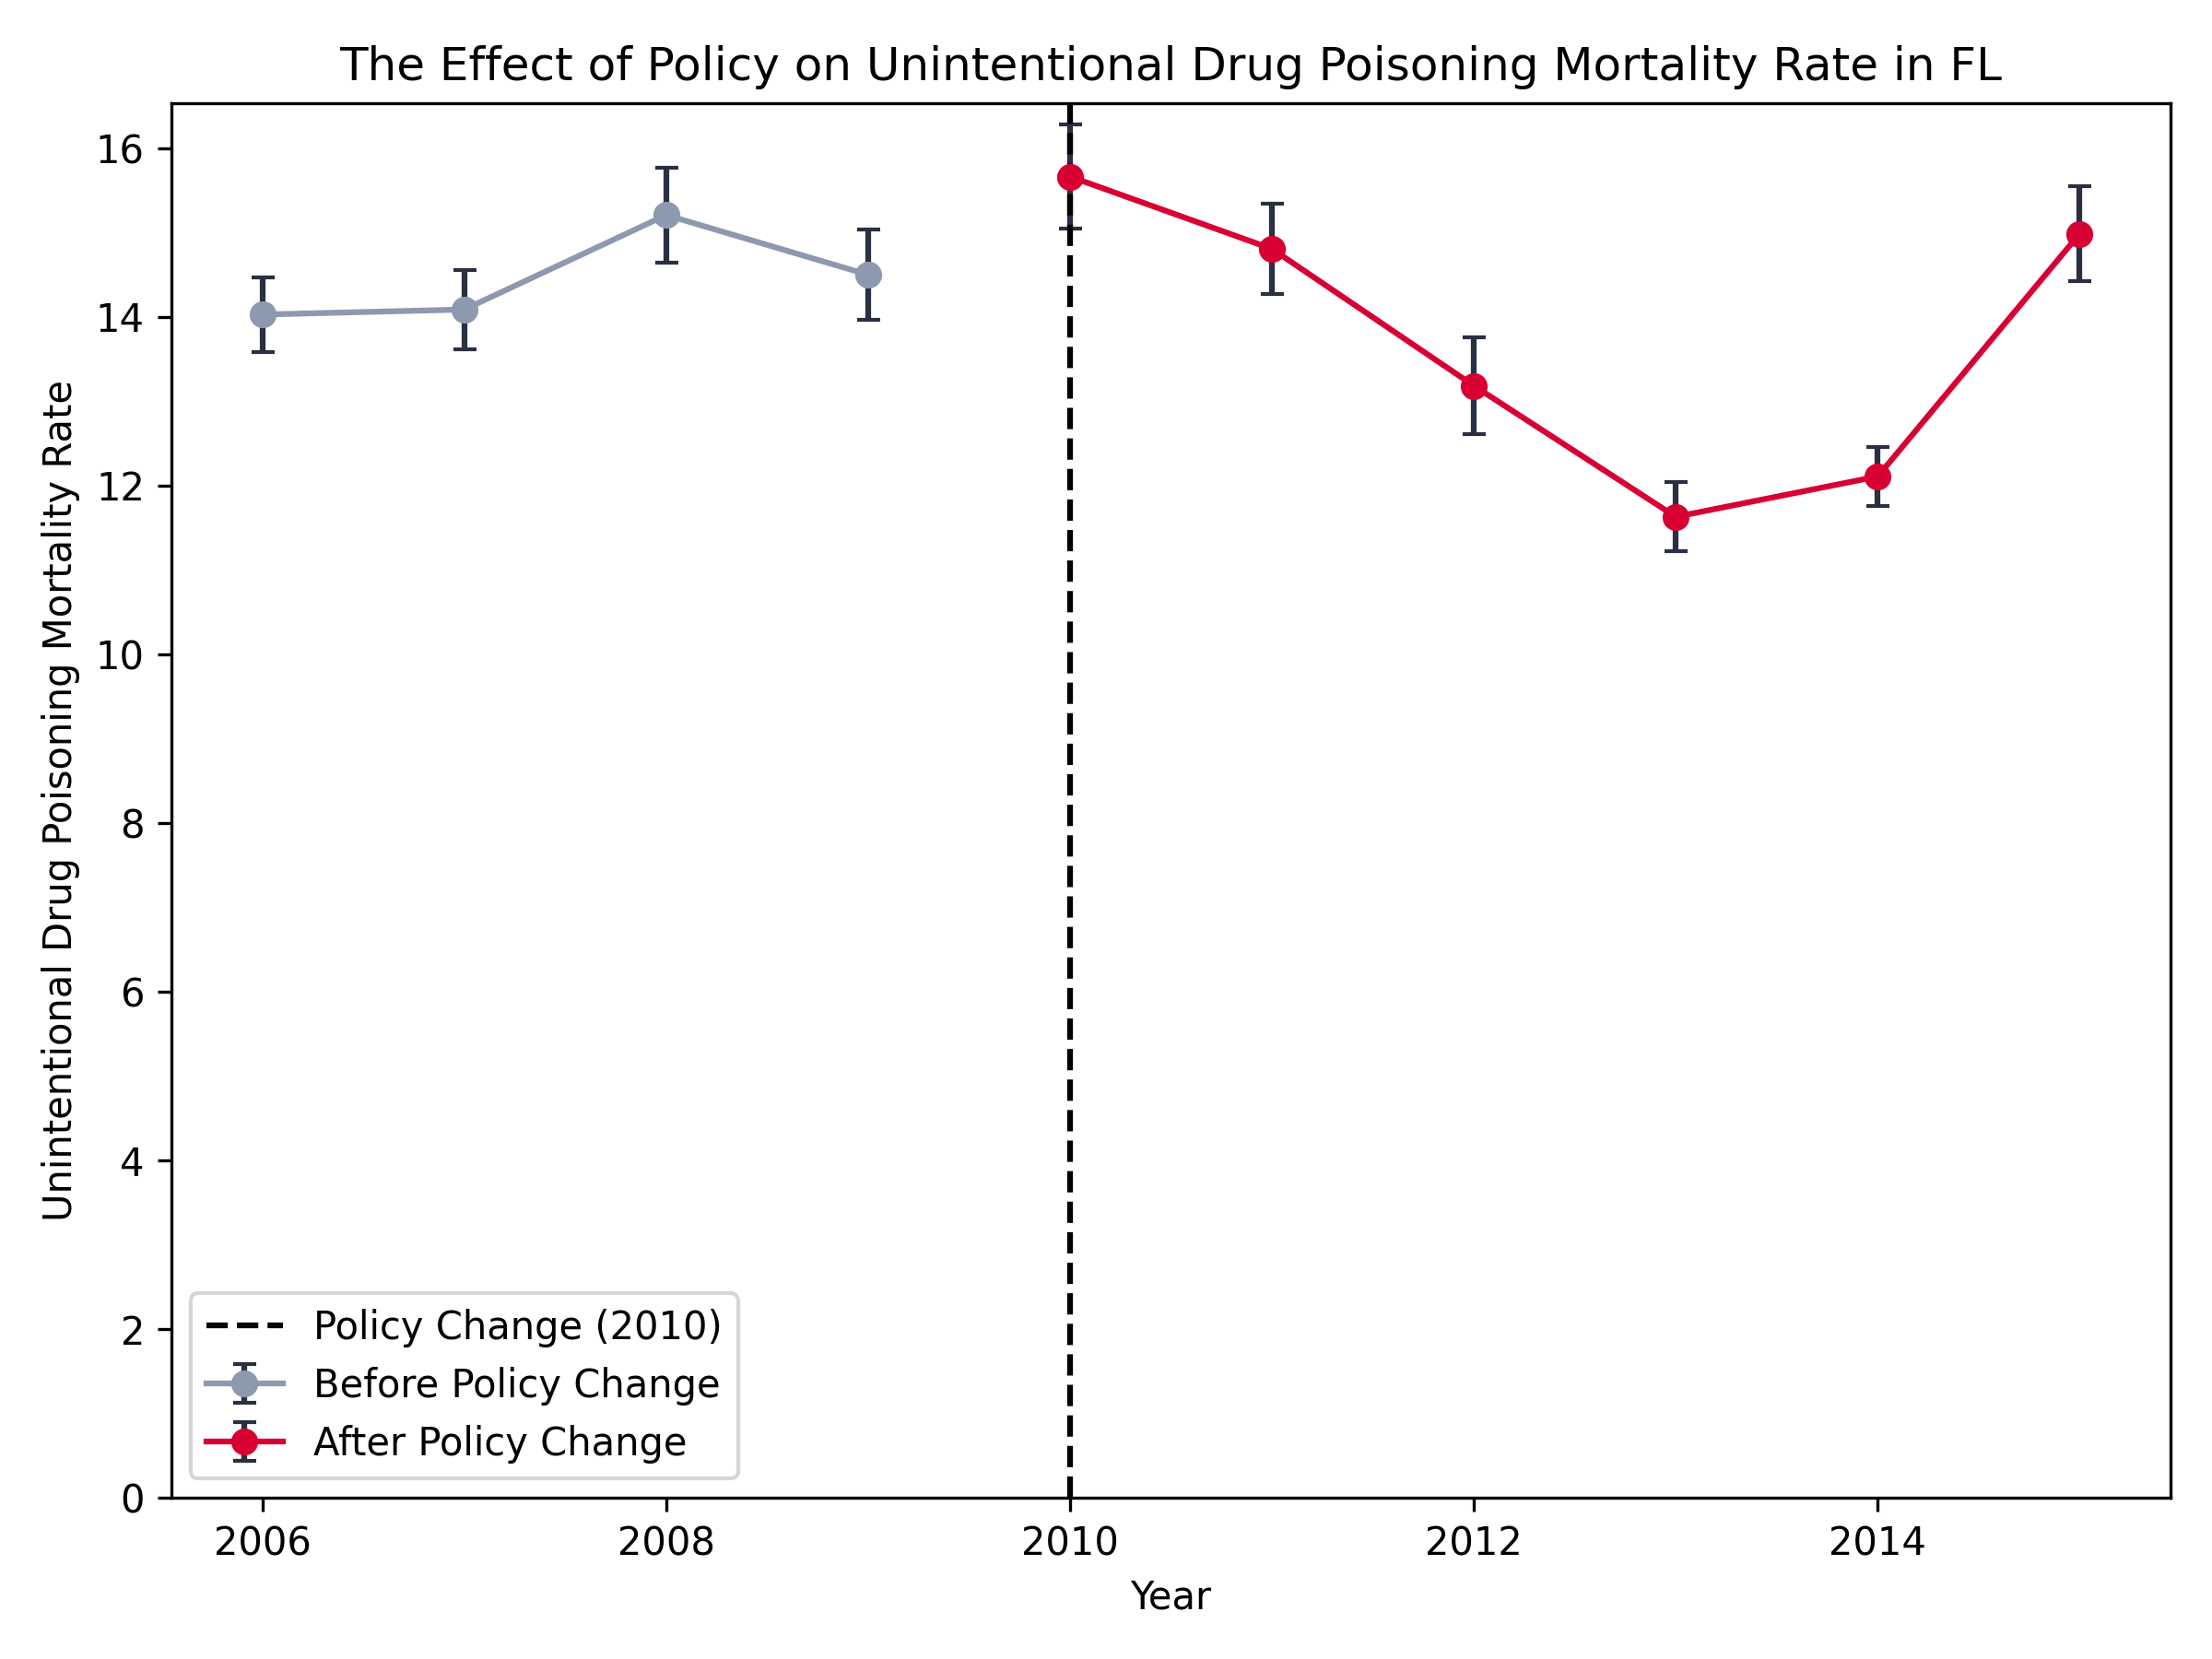 The Effect of Policy on Unintentional Drug Poisoning Mortality Rate in FL
Unintentional Drug Poisoning Mortality Rate
16
14
12
10
8
6
4
2
0
Policy Change (2010)
Before Policy Change
After Policy Change
2006 2008 2010 2012 2014
Year